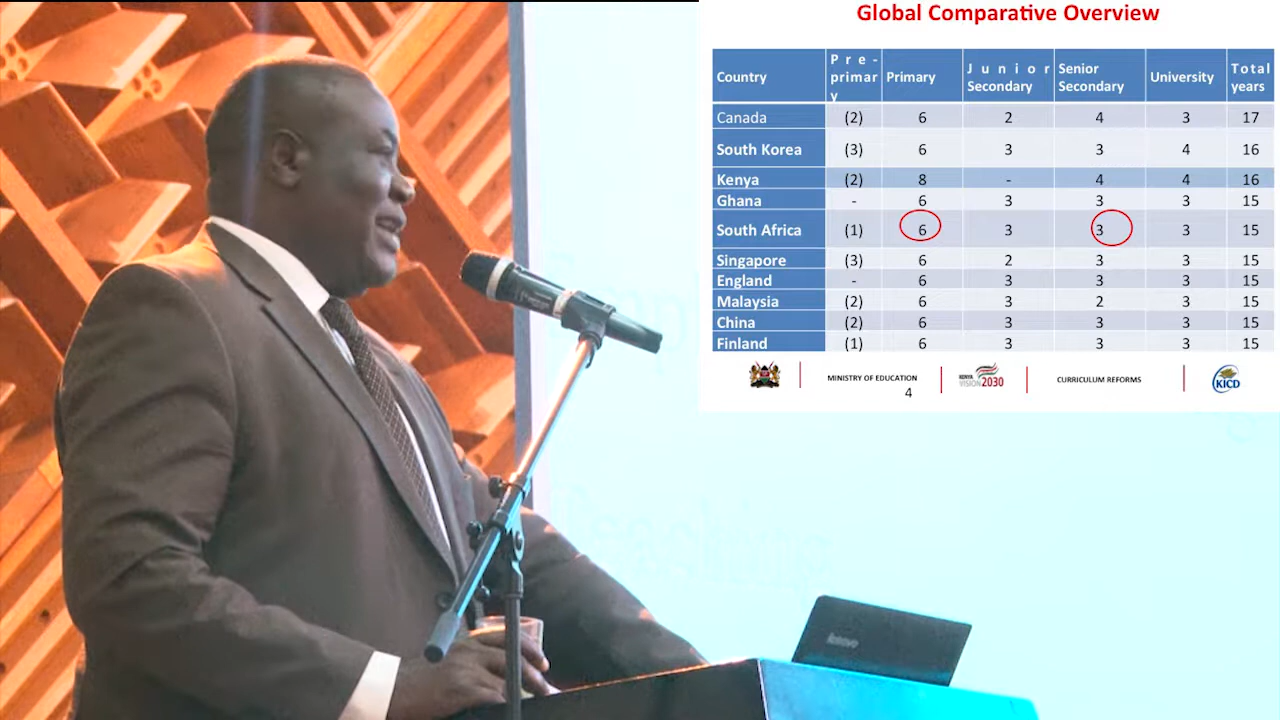 Global Comparative Overview
Country Pre-primary Primary Junior Secondary Senior Secondary University Total years
Canada (2) 6 2 4 3 17
South Korea (3) 6 3 3 4 16
Kenya (2) 8 - 4 4 16
Ghana - 6 3 3 3 15
South Africa (1) 6 3 3 3 15
Singapore (3) 6 2 3 3 15
England - 6 3 3 3 15
Malaysia (2) 6 3 2 3 15
China (2) 6 3 3 3 15
Finland (1) 6 3 3 3 15
MINISTRY OF EDUCATION KENYA VISION 2030 CURRICULUM REFORMS KICD
4
lenovo